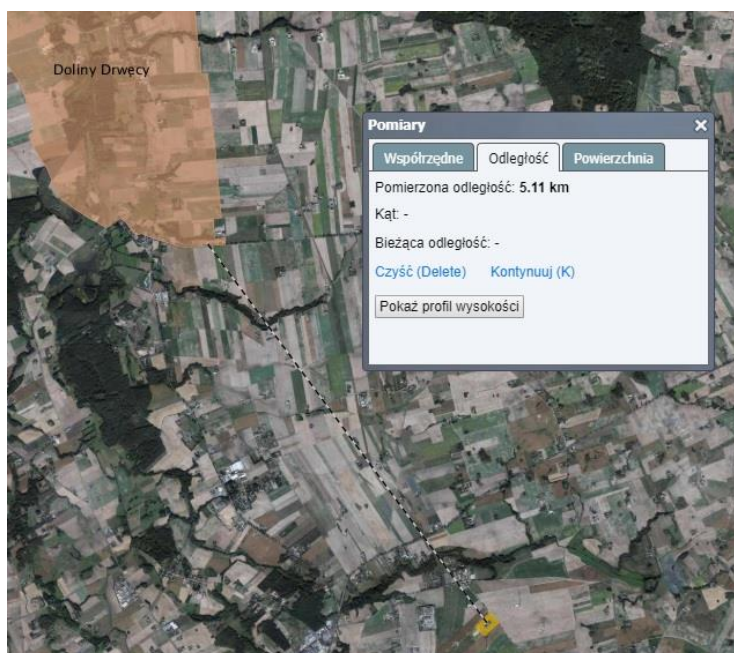 Doliny Drwęcy
Pomiary
Współrzędne Odległość Powierzchnia
Pomierzona odległość: 5.11 km
Kąt: -
Bieżąca odległość: -
Czyść (Delete) Kontynuuj (K)
Pokaż profil wysokości